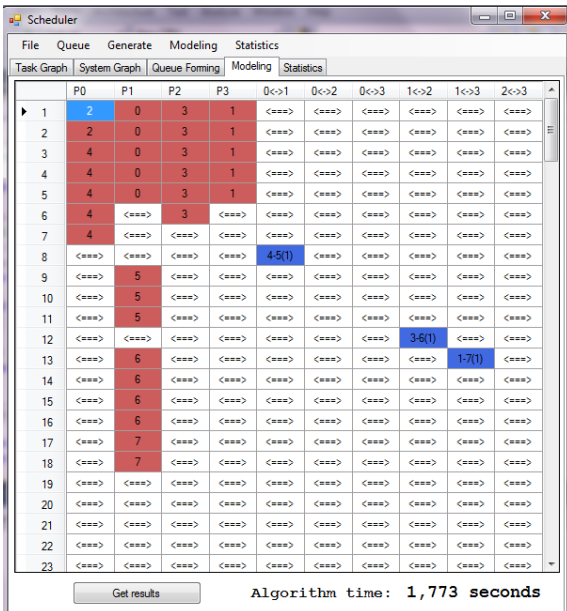 Scheduler
File Queue Generate Modeling Statistics
Task Graph System Graph Queue Foming Modeling Statistics
P0 P1 P2 P3 0<->1 0<->2 0<->3 1<->2 1<->3 2<->3
1 2 0 3 1 <===> <===> <===> <===> <===> <===>
2 2 0 3 1 <===> <===> <===> <===> <===> <===>
3 4 0 3 1 <===> <===> <===> <===> <===> <===>
4 4 0 3 1 <===> <===> <===> <===> <===> <===>
5 4 0 3 1 <===> <===> <===> <===> <===> <===>
6 4 <===> 3 <===> <===> <===> <===> <===> <===> <===>
7 4 <===> <===> <===> <===> <===> <===> <===> <===> <===>
8 <===> <===> <===> <===> 4-5(1) <===> <===> <===> <===> <===>
9 <===> 5 <===> <===> <===> <===> <===> <===> <===> <===>
10 <===> 5 <===> <===> <===> <===> <===> <===> <===> <===>
11 <===> 5 <===> <===> <===> <===> <===> <===> <===> <===>
12 <===> <===> <===> <===> <===> <===> <===> 3-6(1) <===> <===>
13 <===> 6 <===> <===> <===> <===> <===> <===> 1-7(1) <===>
14 <===> 6 <===> <===> <===> <===> <===> <===> <===> <===>
15 <===> 6 <===> <===> <===> <===> <===> <===> <===> <===>
16 <===> 6 <===> <===> <===> <===> <===> <===> <===> <===>
17 <===> 7 <===> <===> <===> <===> <===> <===> <===> <===>
18 <===> 7 <===> <===> <===> <===> <===> <===> <===> <===>
19 <===> <===> <===> <===> <===> <===> <===> <===> <===> <===>
20 <===> <===> <===> <===> <===> <===> <===> <===> <===> <===>
21 <===> <===> <===> <===> <===> <===> <===> <===> <===> <===>
22 <===> <===> <===> <===> <===> <===> <===> <===> <===> <===>
23 <===> <===> <===> <===> <===> <===> <===> <===> <===> <===>
Get results Algorithm time: 1,773 seconds